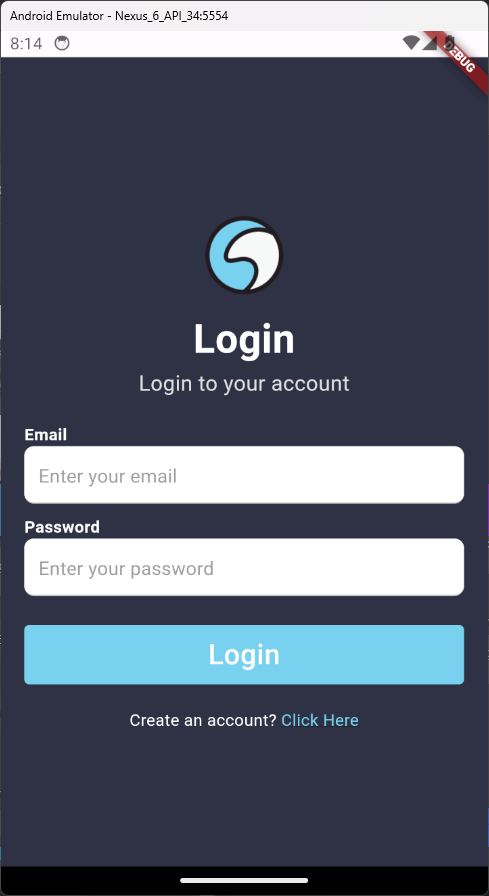 Android Emulator - Nexus_6_API_34:5554
8:14
DEBUG
Login
Login to your account
Email
Enter your email
Password
Enter your password
Login
Create an account? Click Here